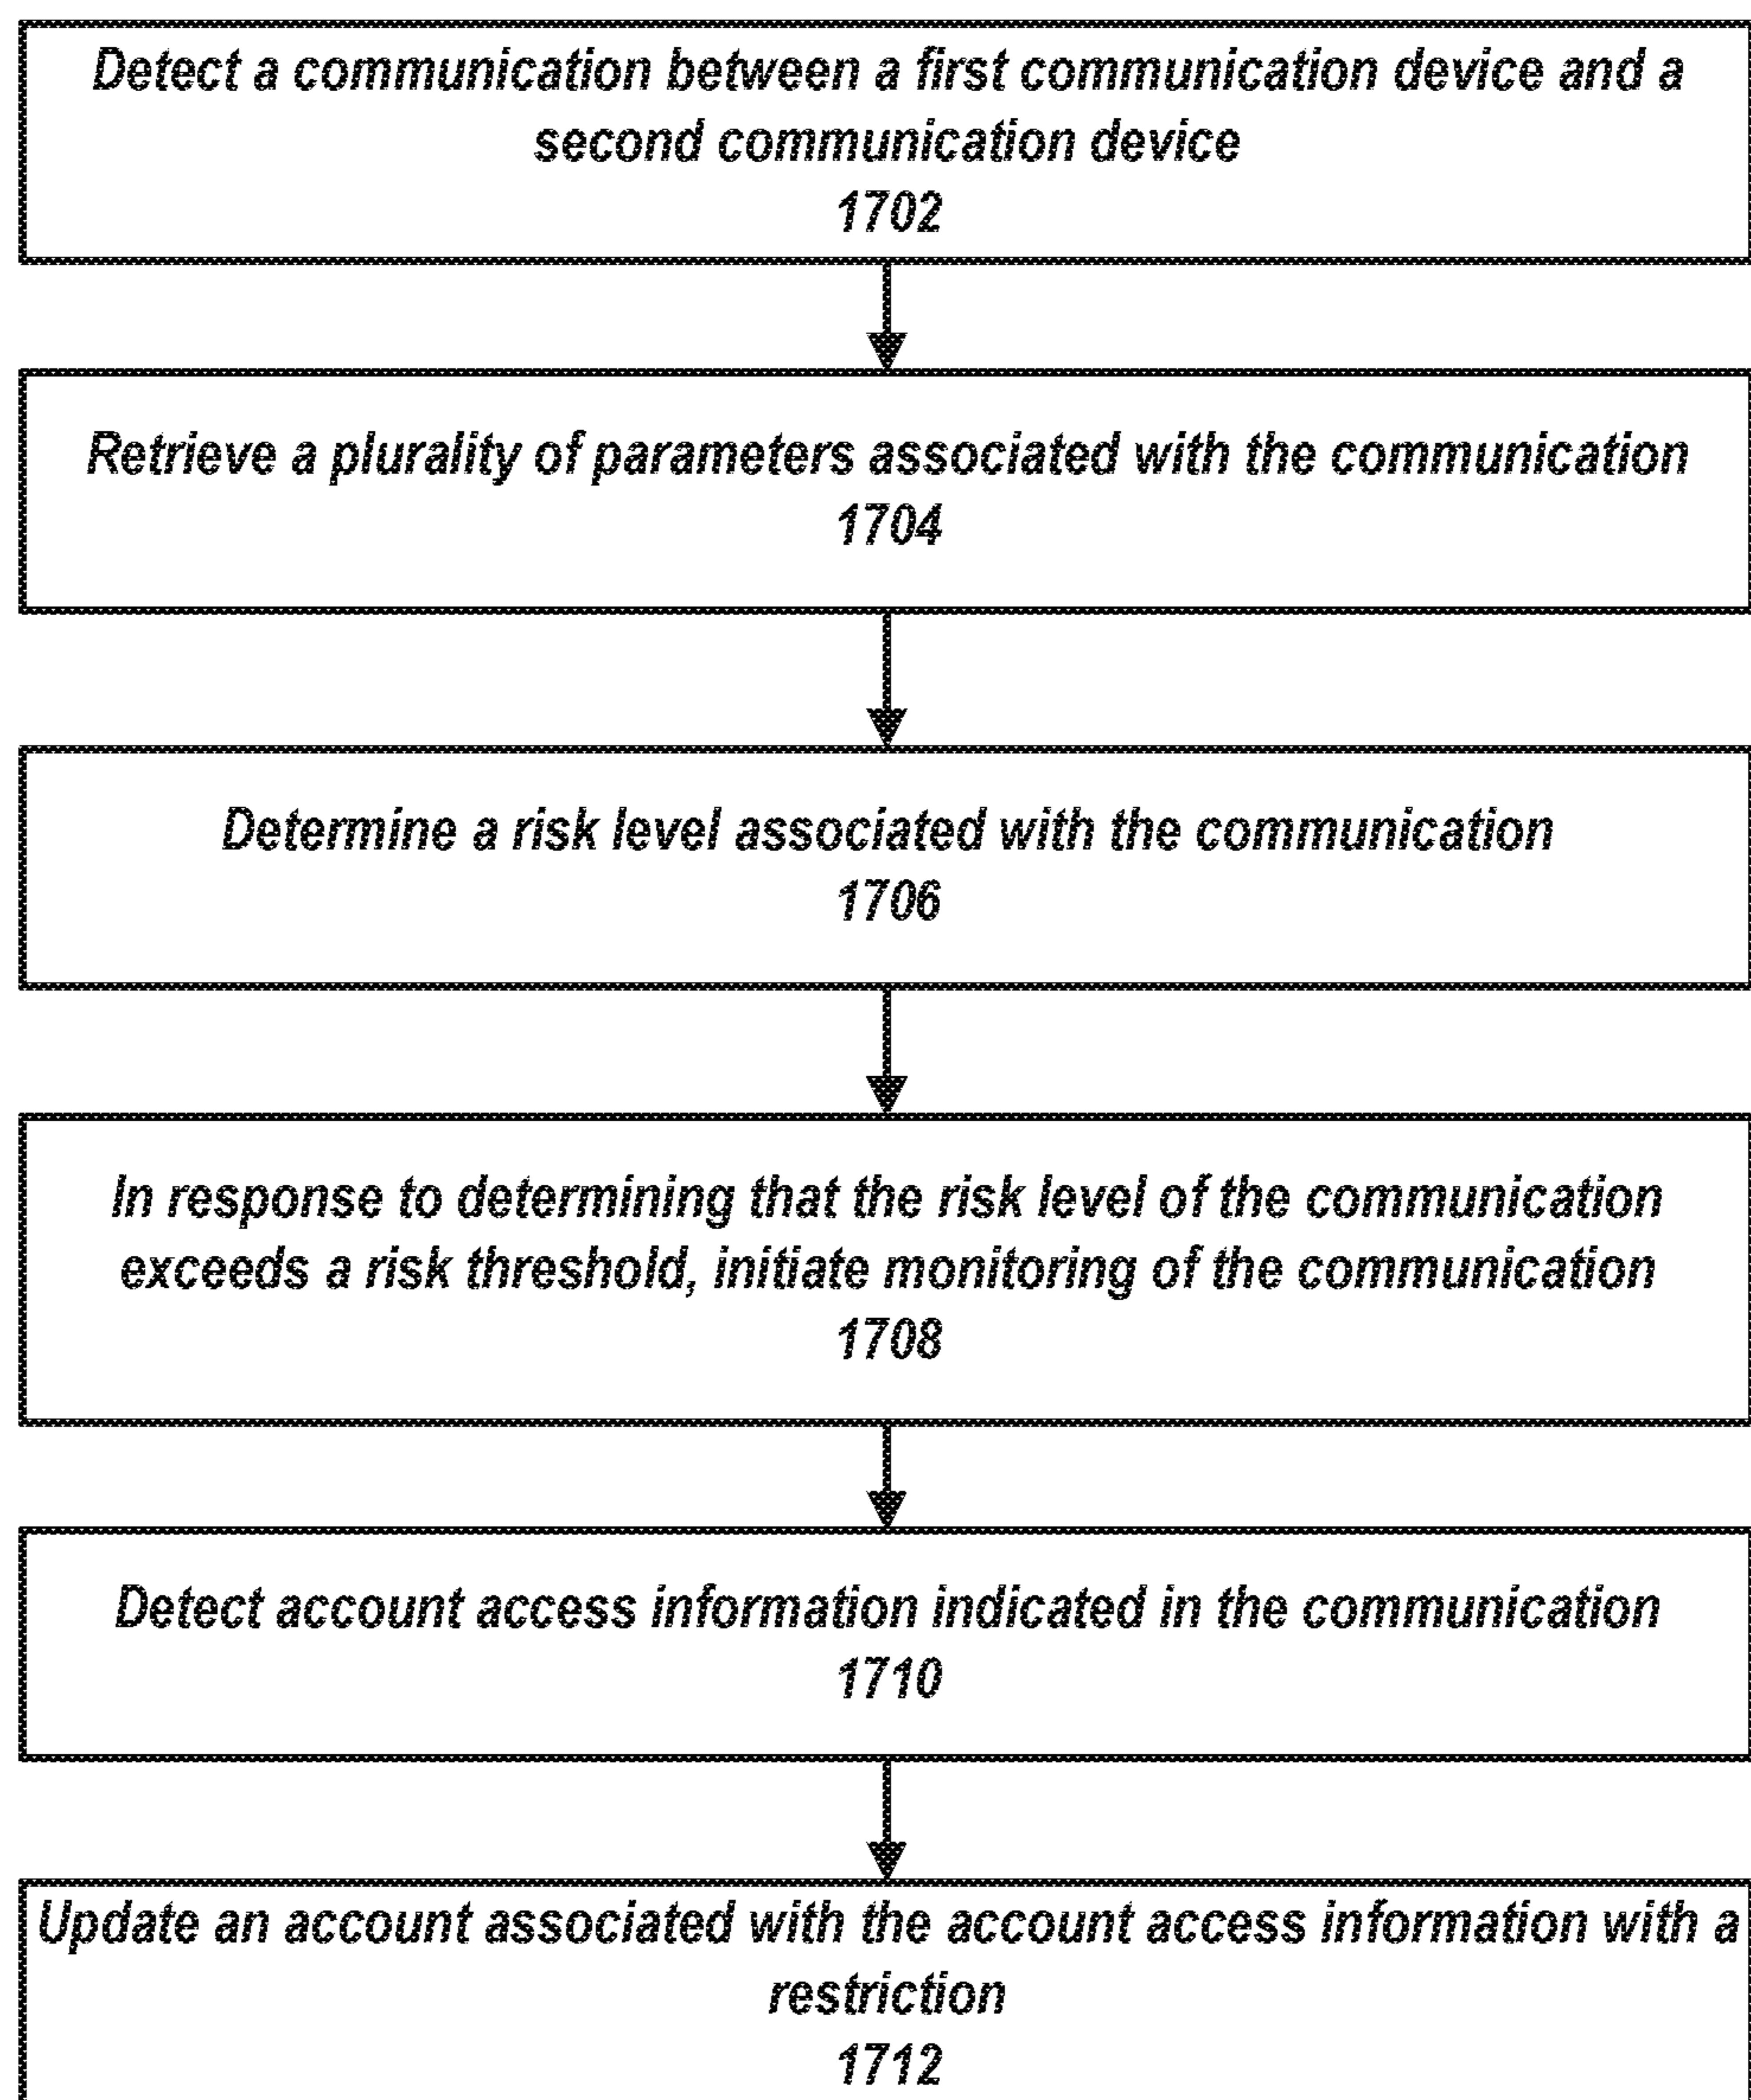 Detect a communication between a first communication device and a
second communication device
1702
Retrieve a plurality of parameters associated with the communication
1704
Determine a risk level associated with the communication
1706
In response to determining that the risk level of the communication
exceeds a risk threshold, initiate monitoring of the communication
1708
Detect account access information indicated in the communication
1710
Update an account associated with the account access information with a
restriction
1712